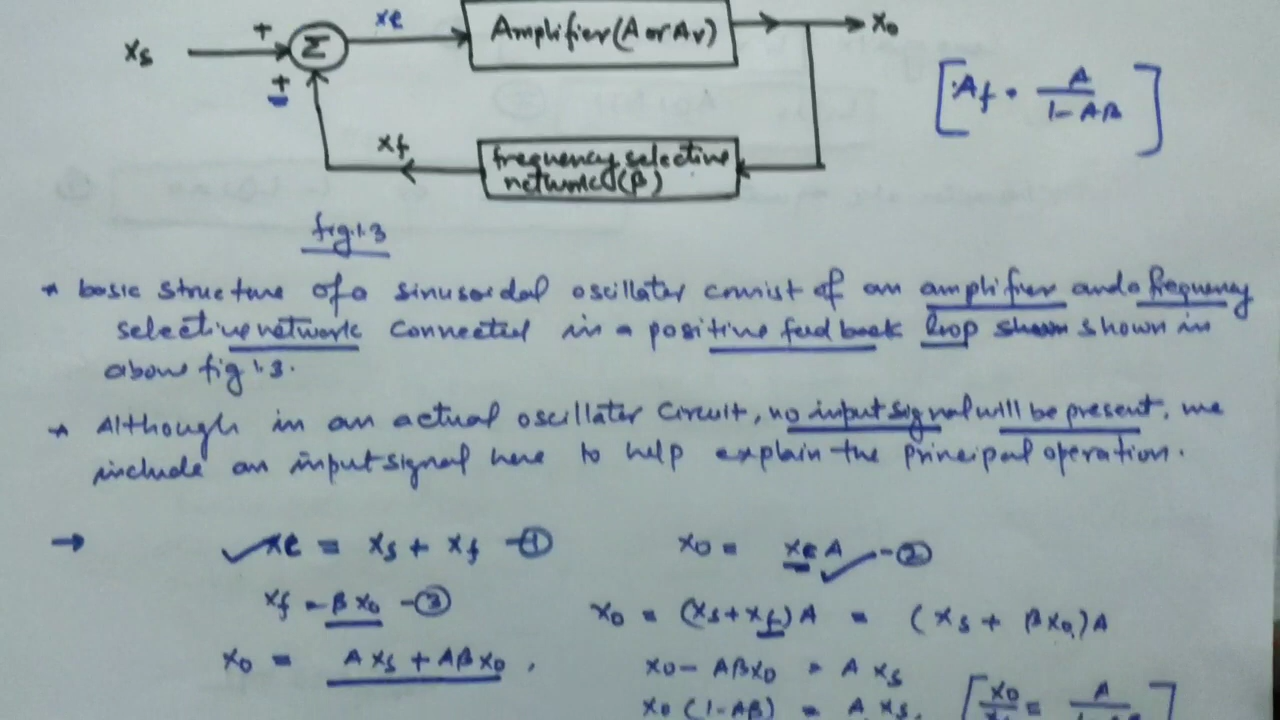 xe
+
Xs
Σ
Amplifier (A or Av)
Xo
+
[Af = A / 1-AB]
xf
frequency selective
network (β)
fig 1.3
* basic structure of a sinusoidal oscillator consist of an amplifier and a frequency
selective network connected in a positive feedback loop shown in
above fig 1.3.
* Although in an actual oscillator circuit, no input signal will be present, we
include an input signal here to help explain the principal operation.
→ xe = Xs + Xf -①
Xo = xe A -②
Xf = β Xo -③
Xo = (Xs + Xf) A = (Xs + βXo) A
Xo = A Xs + Aβ Xo .
Xo - AβXo = A Xs
Xo (1-AB) = A Xs.
[Xo = A